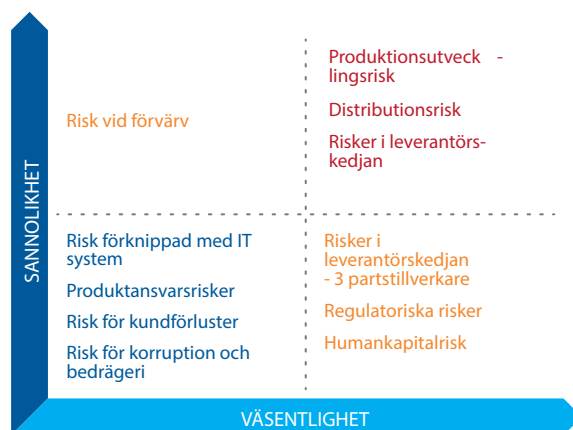 Produktionsutveck -
lingsrisk
Distributionsrisk
Risker i leverantörs-
kedjan
Risk vid förvärv
SANNOLIKHET
Risk förknippad med IT
system
Produktansvarsrisker
Risk för kundförluster
Risk för korruption och
bedrägeri
Risker i
leverantörskedjan
- 3 partstillverkare
Regulatoriska risker
Humankapitalrisk
VÄSENTLIGHET